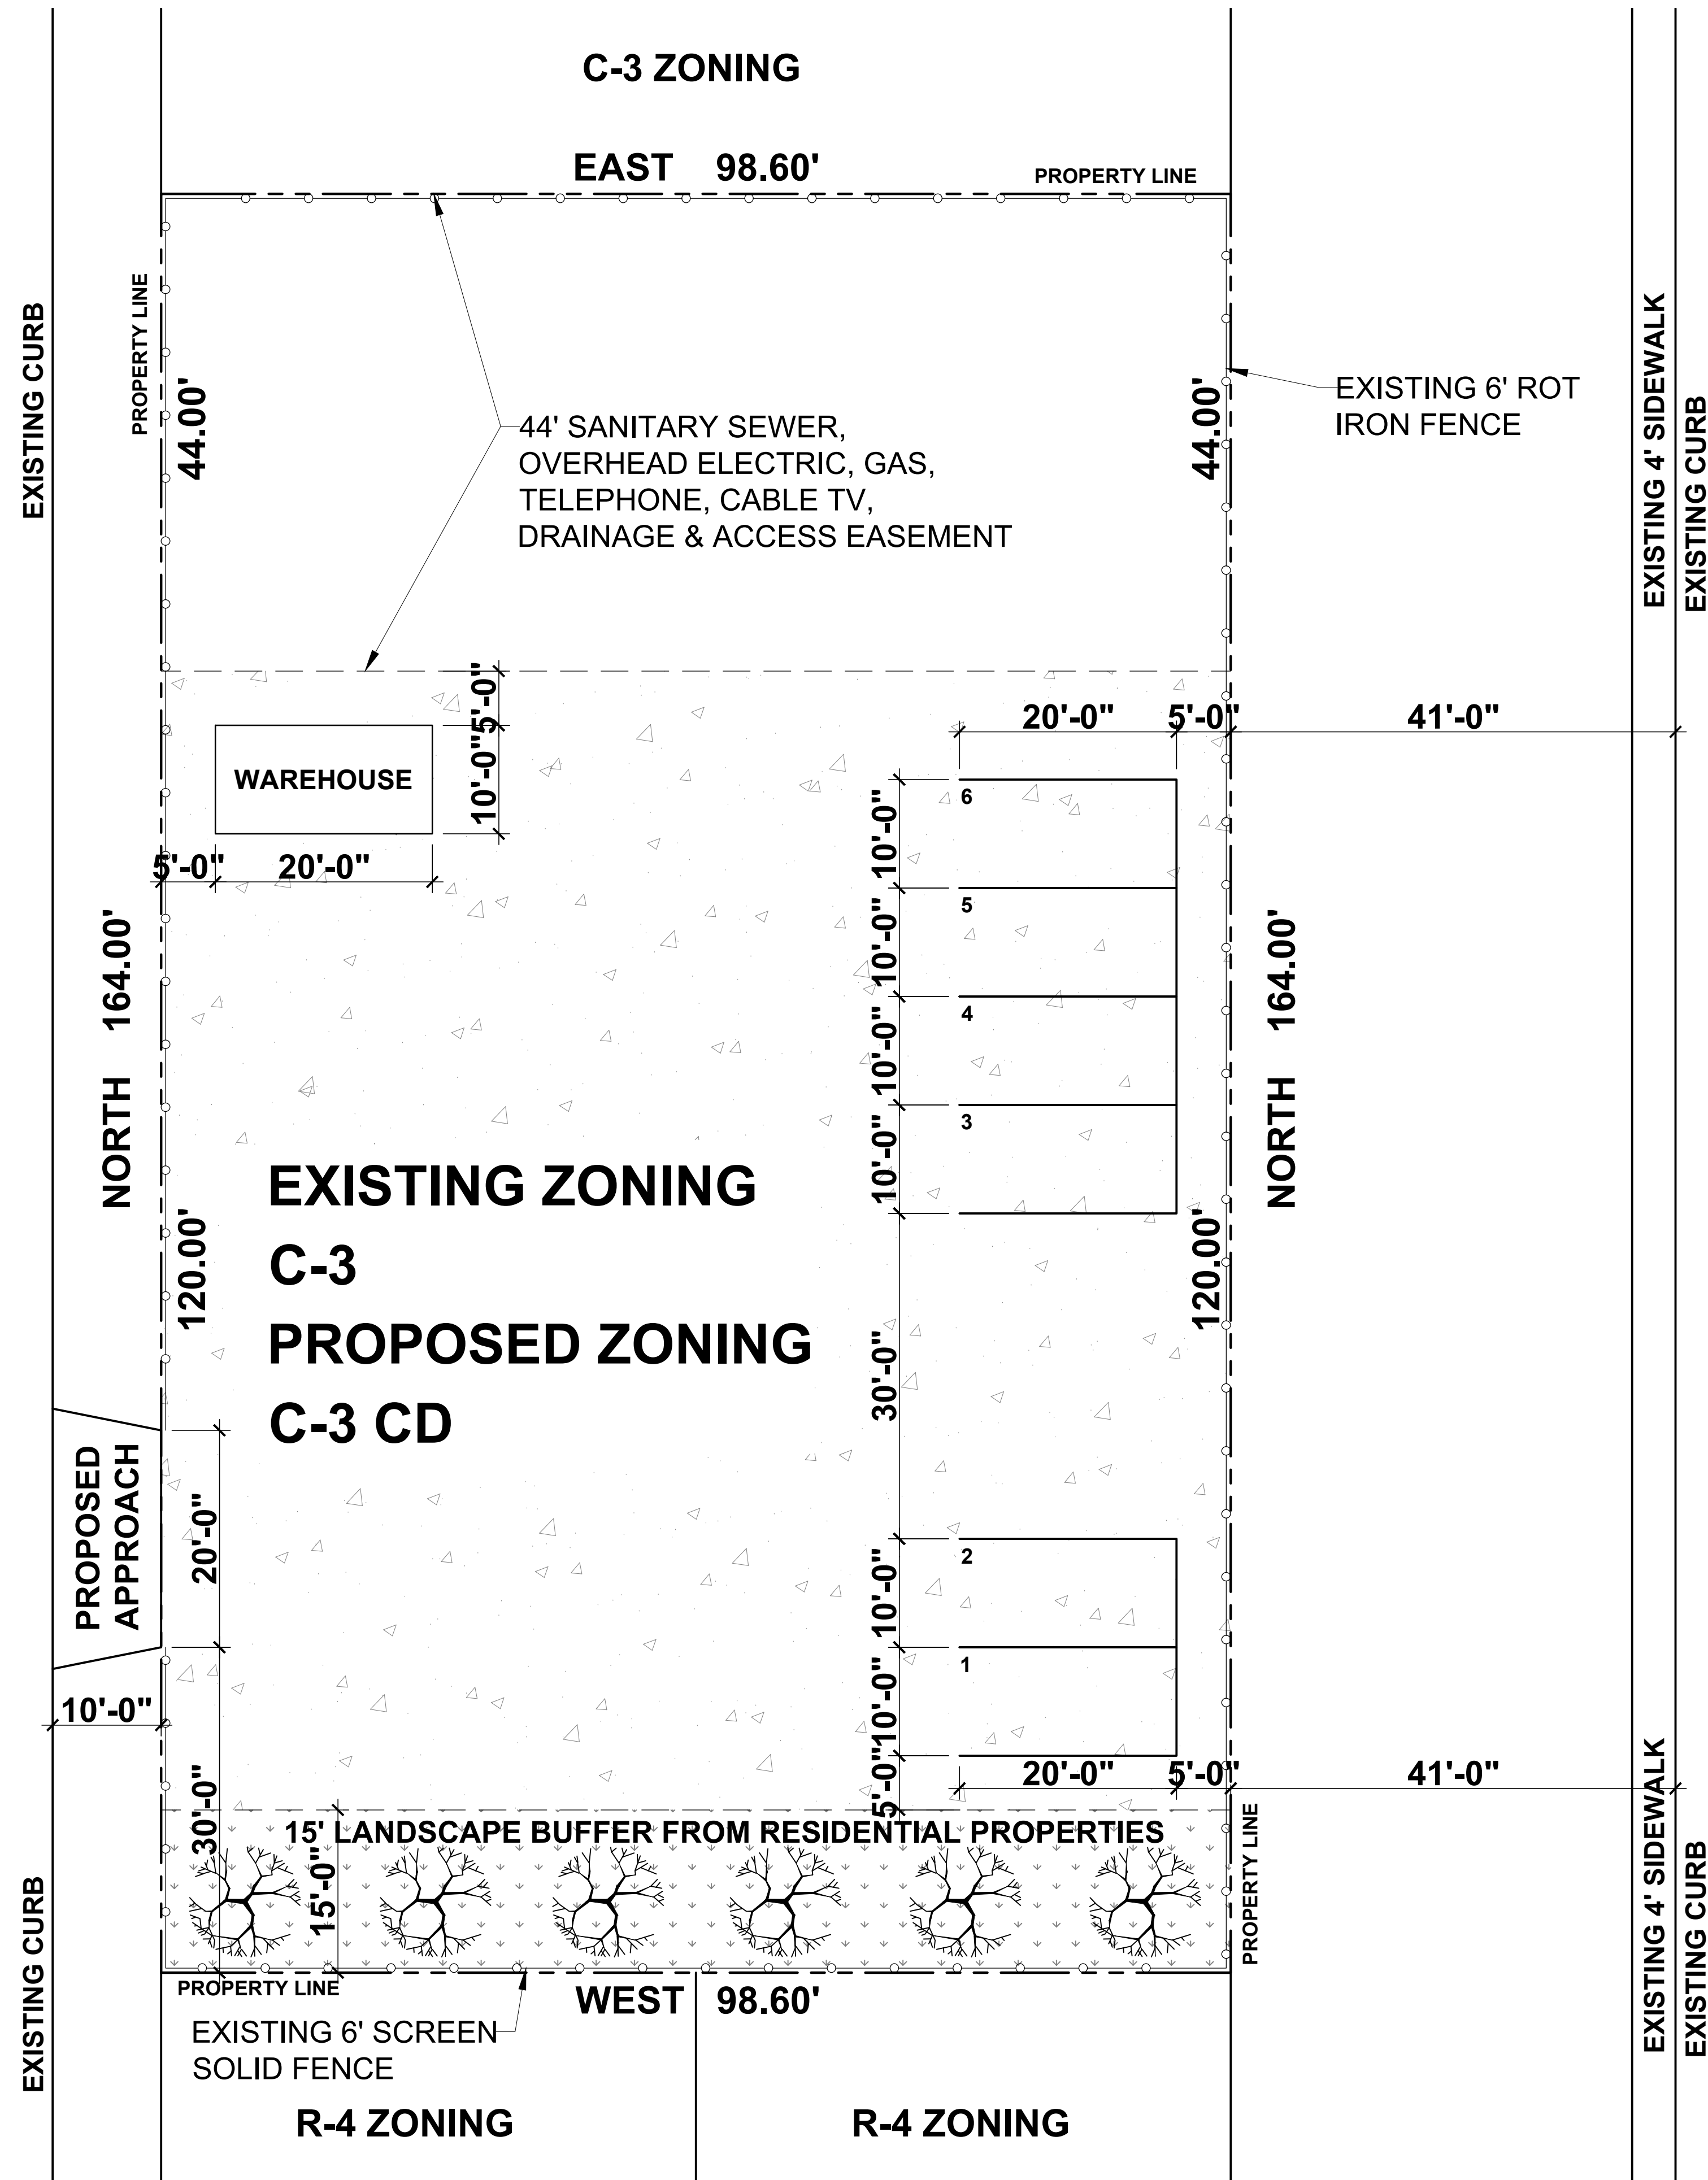 C-3 ZONING
EAST 98.60'
PROPERTY LINE
PROPERTY LINE
EXISTING CURB
44.00'
44' SANITARY SEWER,
OVERHEAD ELECTRIC, GAS,
TELEPHONE, CABLE TV,
DRAINAGE & ACCESS EASEMENT
44.00'
EXISTING 6' ROT
IRON FENCE
EXISTING 4' SIDEWALK
EXISTING CURB
5'-0"
10'-0"
WAREHOUSE
5'-0"
20'-0"
20'-0"
5'-0"
41'-0"
6
10'-0"
5
10'-0"
4
10'-0"
3
10'-0"
NORTH 164.00'
NORTH 164.00'
120.00'
120.00'
EXISTING ZONING
C-3
PROPOSED ZONING
C-3 CD
30'-0"
PROPOSED
APPROACH
20'-0"
2
10'-0"
1
10'-0"
10'-0"
30'-0"
5'-0"
20'-0"
5'-0"
41'-0"
15' LANDSCAPE BUFFER FROM RESIDENTIAL PROPERTIES
15'-0"
PROPERTY LINE
EXISTING 4' SIDEWALK
EXISTING CURB
EXISTING CURB
PROPERTY LINE
WEST 98.60'
EXISTING 6' SCREEN
SOLID FENCE
R-4 ZONING
R-4 ZONING